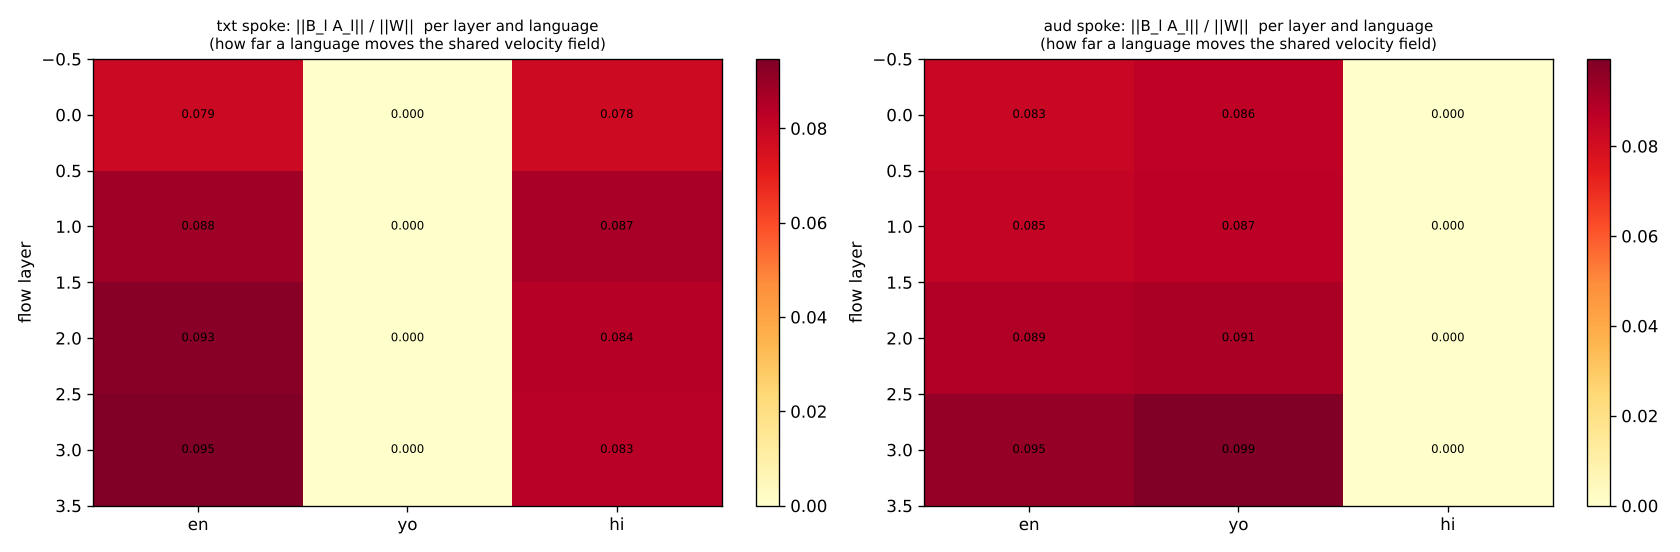 txt spoke: ||B_l A_l|| / ||W||  per layer and language
(how far a language moves the shared velocity field)
−0.5
0.0
0.5
1.0
1.5
2.0
2.5
3.0
3.5
flow layer
0.079 0.000 0.078
0.088 0.000 0.087
0.093 0.000 0.084
0.095 0.000 0.083
en yo hi
0.08
0.06
0.04
0.02
0.00
aud spoke: ||B_l A_l|| / ||W||  per layer and language
(how far a language moves the shared velocity field)
−0.5
0.0
0.5
1.0
1.5
2.0
2.5
3.0
3.5
flow layer
0.083 0.086 0.000
0.085 0.087 0.000
0.089 0.091 0.000
0.095 0.099 0.000
en yo hi
0.08
0.06
0.04
0.02
0.00